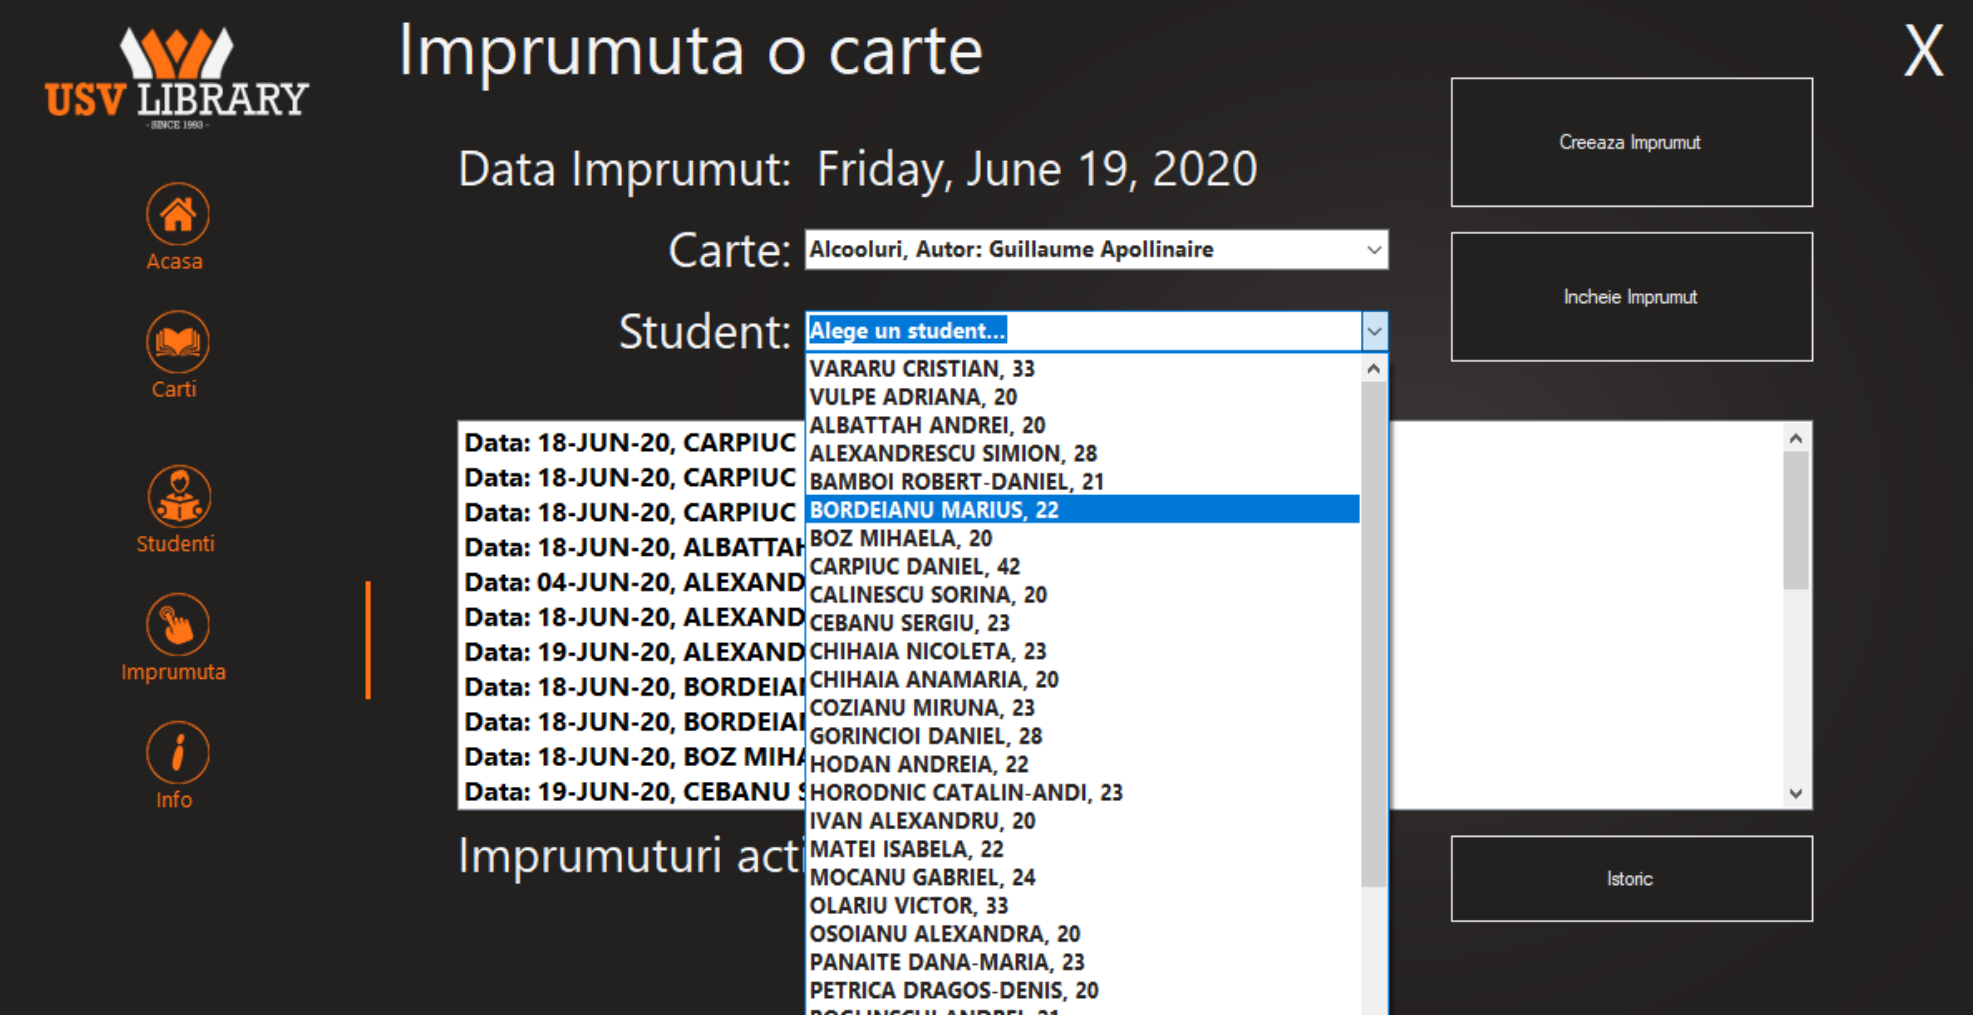 USV LIBRARY
- SINCE 1993 -
Acasa
Carti
Studenti
Imprumuta
Info
Imprumuta o carte
X
Data Imprumut: Friday, June 19, 2020
Carte: Alcooluri, Autor: Guillaume Apollinaire
Student: Alege un student...
VARARU CRISTIAN, 33
VULPE ADRIANA, 20
ALBATTAH ANDREI, 20
ALEXANDRESCU SIMION, 28
BAMBOI ROBERT-DANIEL, 21
BORDEIANU MARIUS, 22
BOZ MIHAELA, 20
CARPIUC DANIEL, 42
CALINESCU SORINA, 20
CEBANU SERGIU, 23
CHIHAIA NICOLETA, 23
CHIHAIA ANAMARIA, 20
COZIANU MIRUNA, 23
GORINCIOI DANIEL, 28
HODAN ANDREIA, 22
HORODNIC CATALIN-ANDI, 23
IVAN ALEXANDRU, 20
MATEI ISABELA, 22
MOCANU GABRIEL, 24
OLARIU VICTOR, 33
OSOIANU ALEXANDRA, 20
PANAITE DANA-MARIA, 23
PETRICA DRAGOS-DENIS, 20
Data: 18-JUN-20, CARPIUC
Data: 18-JUN-20, CARPIUC
Data: 18-JUN-20, CARPIUC
Data: 18-JUN-20, ALBATTAH
Data: 04-JUN-20, ALEXAND
Data: 18-JUN-20, ALEXAND
Data: 19-JUN-20, ALEXAND
Data: 18-JUN-20, BORDEIA
Data: 18-JUN-20, BORDEIA
Data: 18-JUN-20, BOZ MIHA
Data: 19-JUN-20, CEBANU S
Imprumuturi acti
Creeaza Imprumut
Incheie Imprumut
Istoric